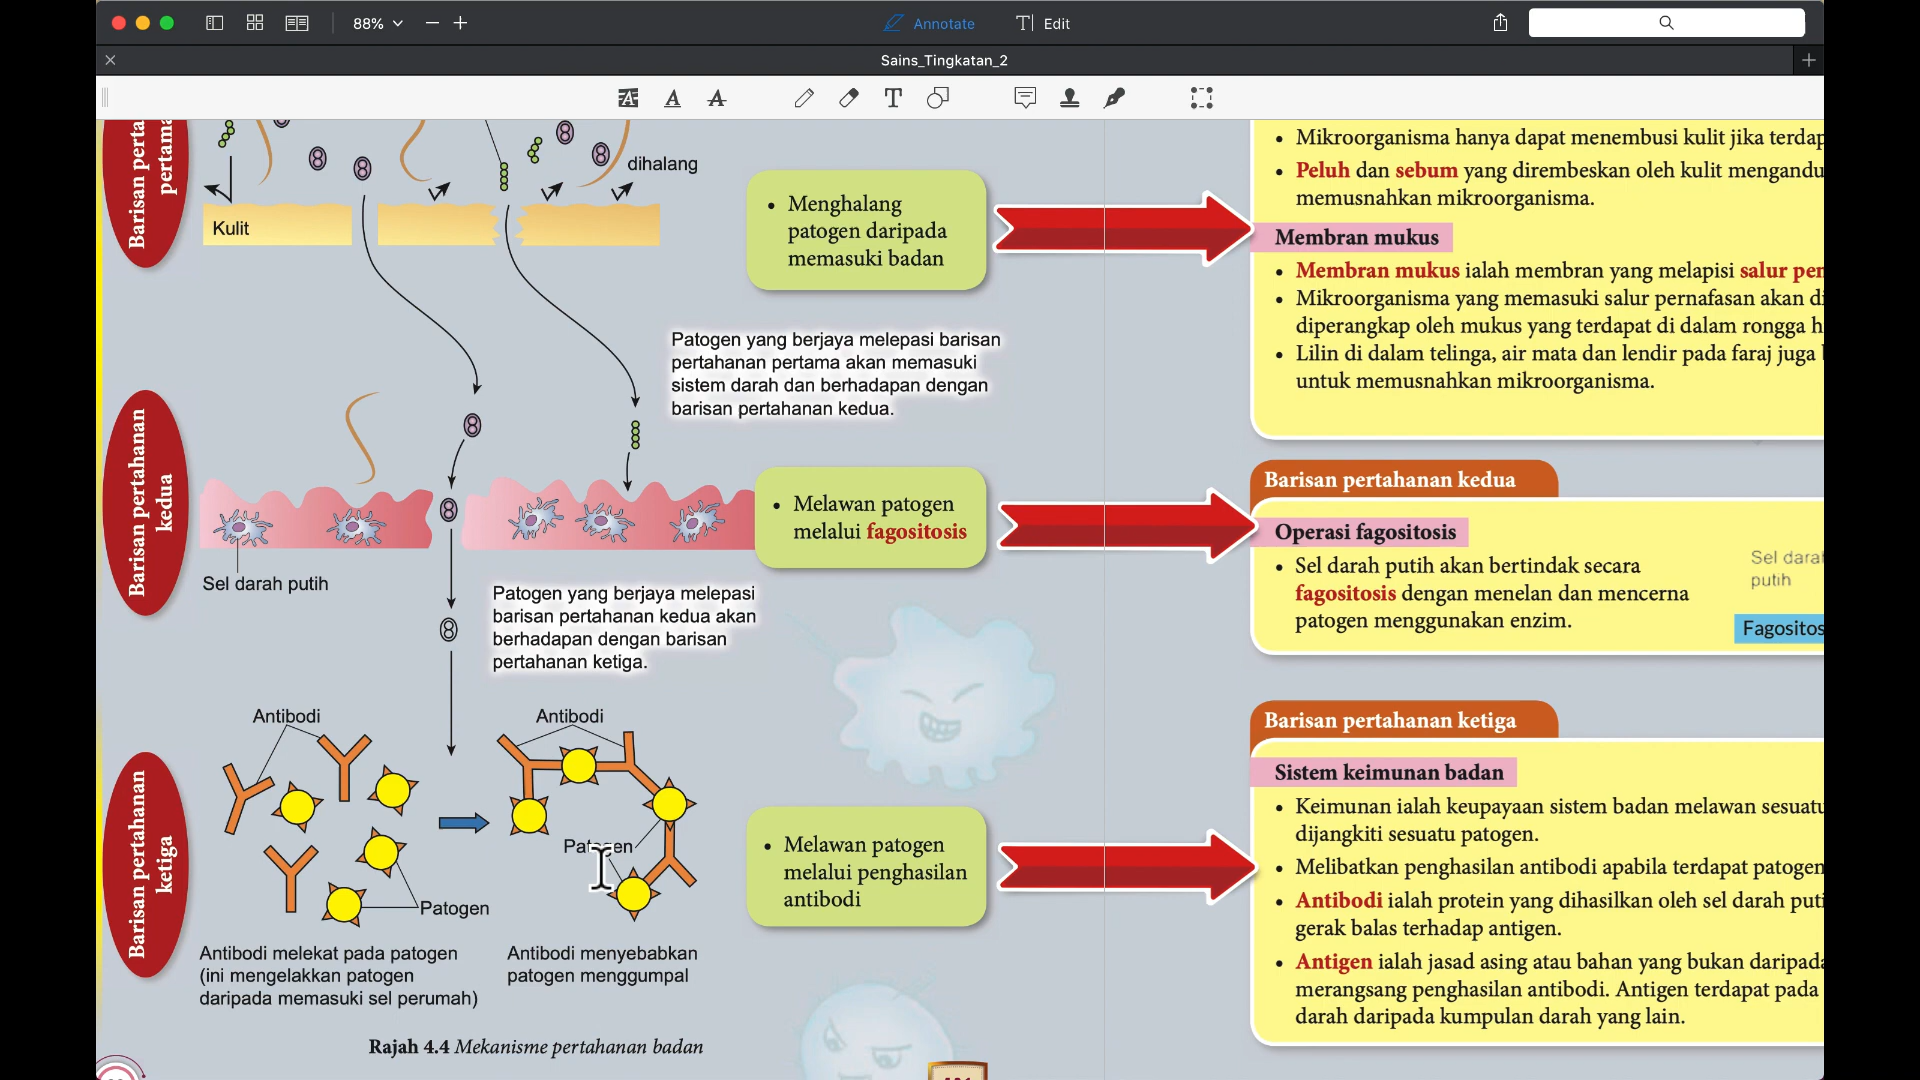 88%
Annotate
Edit
Sains_Tingkatan_2
Barisan
pertama
dihalang
Kulit
Menghalang
patogen daripada
memasuki badan
Mikroorganisma hanya dapat menembusi kulit jika
Peluh dan sebum yang dirembeskan oleh kulit
memusnahkan mikroorganisma.
Membran mukus
Membran mukus ialah membran yang melapisi salur
Mikroorganisma yang memasuki salur pernafasan akan
diperangkap oleh mukus yang terdapat di dalam rongga
Lilin di dalam telinga, air mata dan lendir pada faraj juga
untuk memusnahkan mikroorganisma.
Patogen yang berjaya melepasi barisan
pertahanan pertama akan memasuki
sistem darah dan berhadapan dengan
barisan pertahanan kedua.
Barisan pertahanan
kedua
Sel darah putih
Melawan patogen
melalui fagositosis
Barisan pertahanan kedua
Operasi fagositosis
Sel darah putih akan bertindak secara
fagositosis dengan menelan dan mencerna
patogen menggunakan enzim.
Sel
putih
Patogen yang berjaya melepasi
barisan pertahanan kedua akan
berhadapan dengan barisan
pertahanan ketiga.
Barisan pertahanan
ketiga
Antibodi
Antibodi
Patogen
Patogen
Antibodi melekat pada patogen
(ini mengelakkan patogen
daripada memasuki sel perumah)
Antibodi menyebabkan
patogen menggumpal
Melawan patogen
melalui penghasilan
antibodi
Barisan pertahanan ketiga
Sistem keimunan badan
Keimunan ialah keupayaan sistem badan melawan
dijangkiti sesuatu patogen.
Melibatkan penghasilan antibodi apabila terdapat patogen
Antibodi ialah protein yang dihasilkan oleh sel darah
gerak balas terhadap antigen.
Antigen ialah jasad asing atau bahan yang bukan
merangsang penghasilan antibodi. Antigen terdapat pada
darah daripada kumpulan darah yang lain.
Rajah 4.4 Mekanisme pertahanan badan